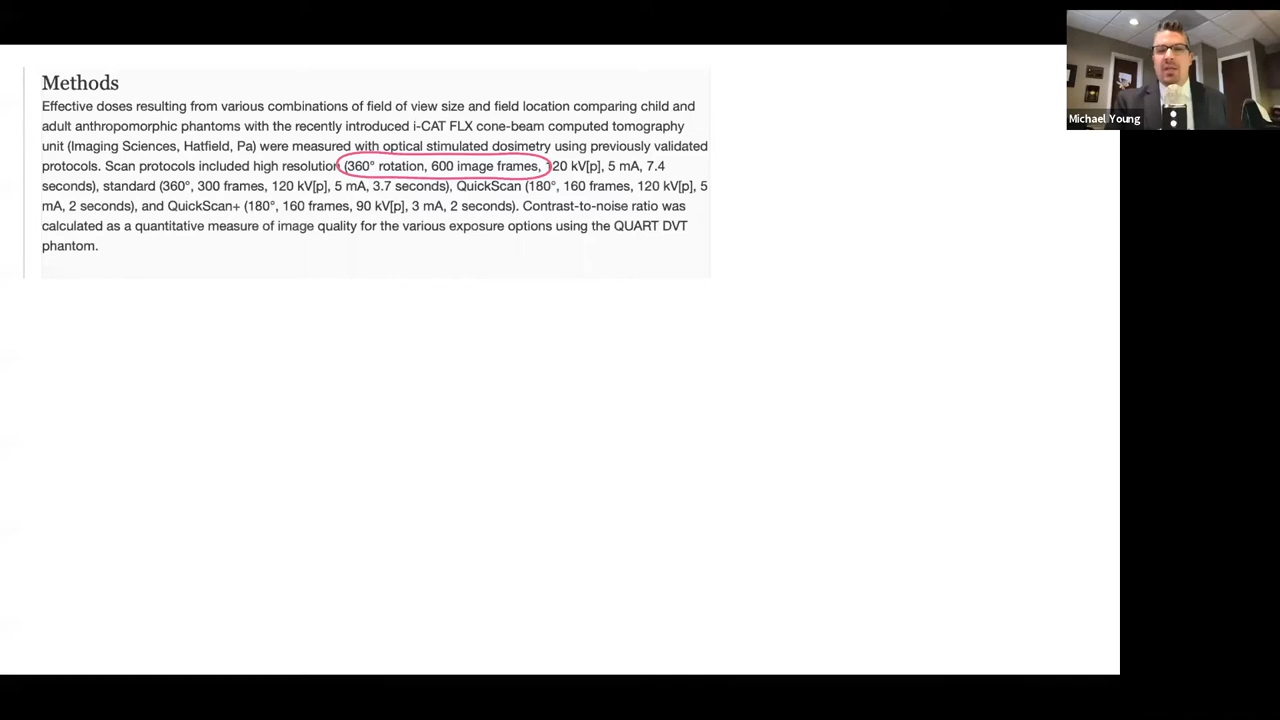 Methods
Effective doses resulting from various combinations of field of view size and field location comparing child and
adult anthropomorphic phantoms with the recently introduced i-CAT FLX cone-beam computed tomography
unit (Imaging Sciences, Hatfield, Pa) were measured with optical stimulated dosimetry using previously validated
protocols. Scan protocols included high resolution (360° rotation, 600 image frames, 120 kV[p], 5 mA, 7.4
seconds), standard (360°, 300 frames, 120 kV[p], 5 mA, 3.7 seconds), QuickScan (180°, 160 frames, 120 kV[p], 5
mA, 2 seconds), and QuickScan+ (180°, 160 frames, 90 kV[p], 3 mA, 2 seconds). Contrast-to-noise ratio was
calculated as a quantitative measure of image quality for the various exposure options using the QUART DVT
phantom.
Michael Young